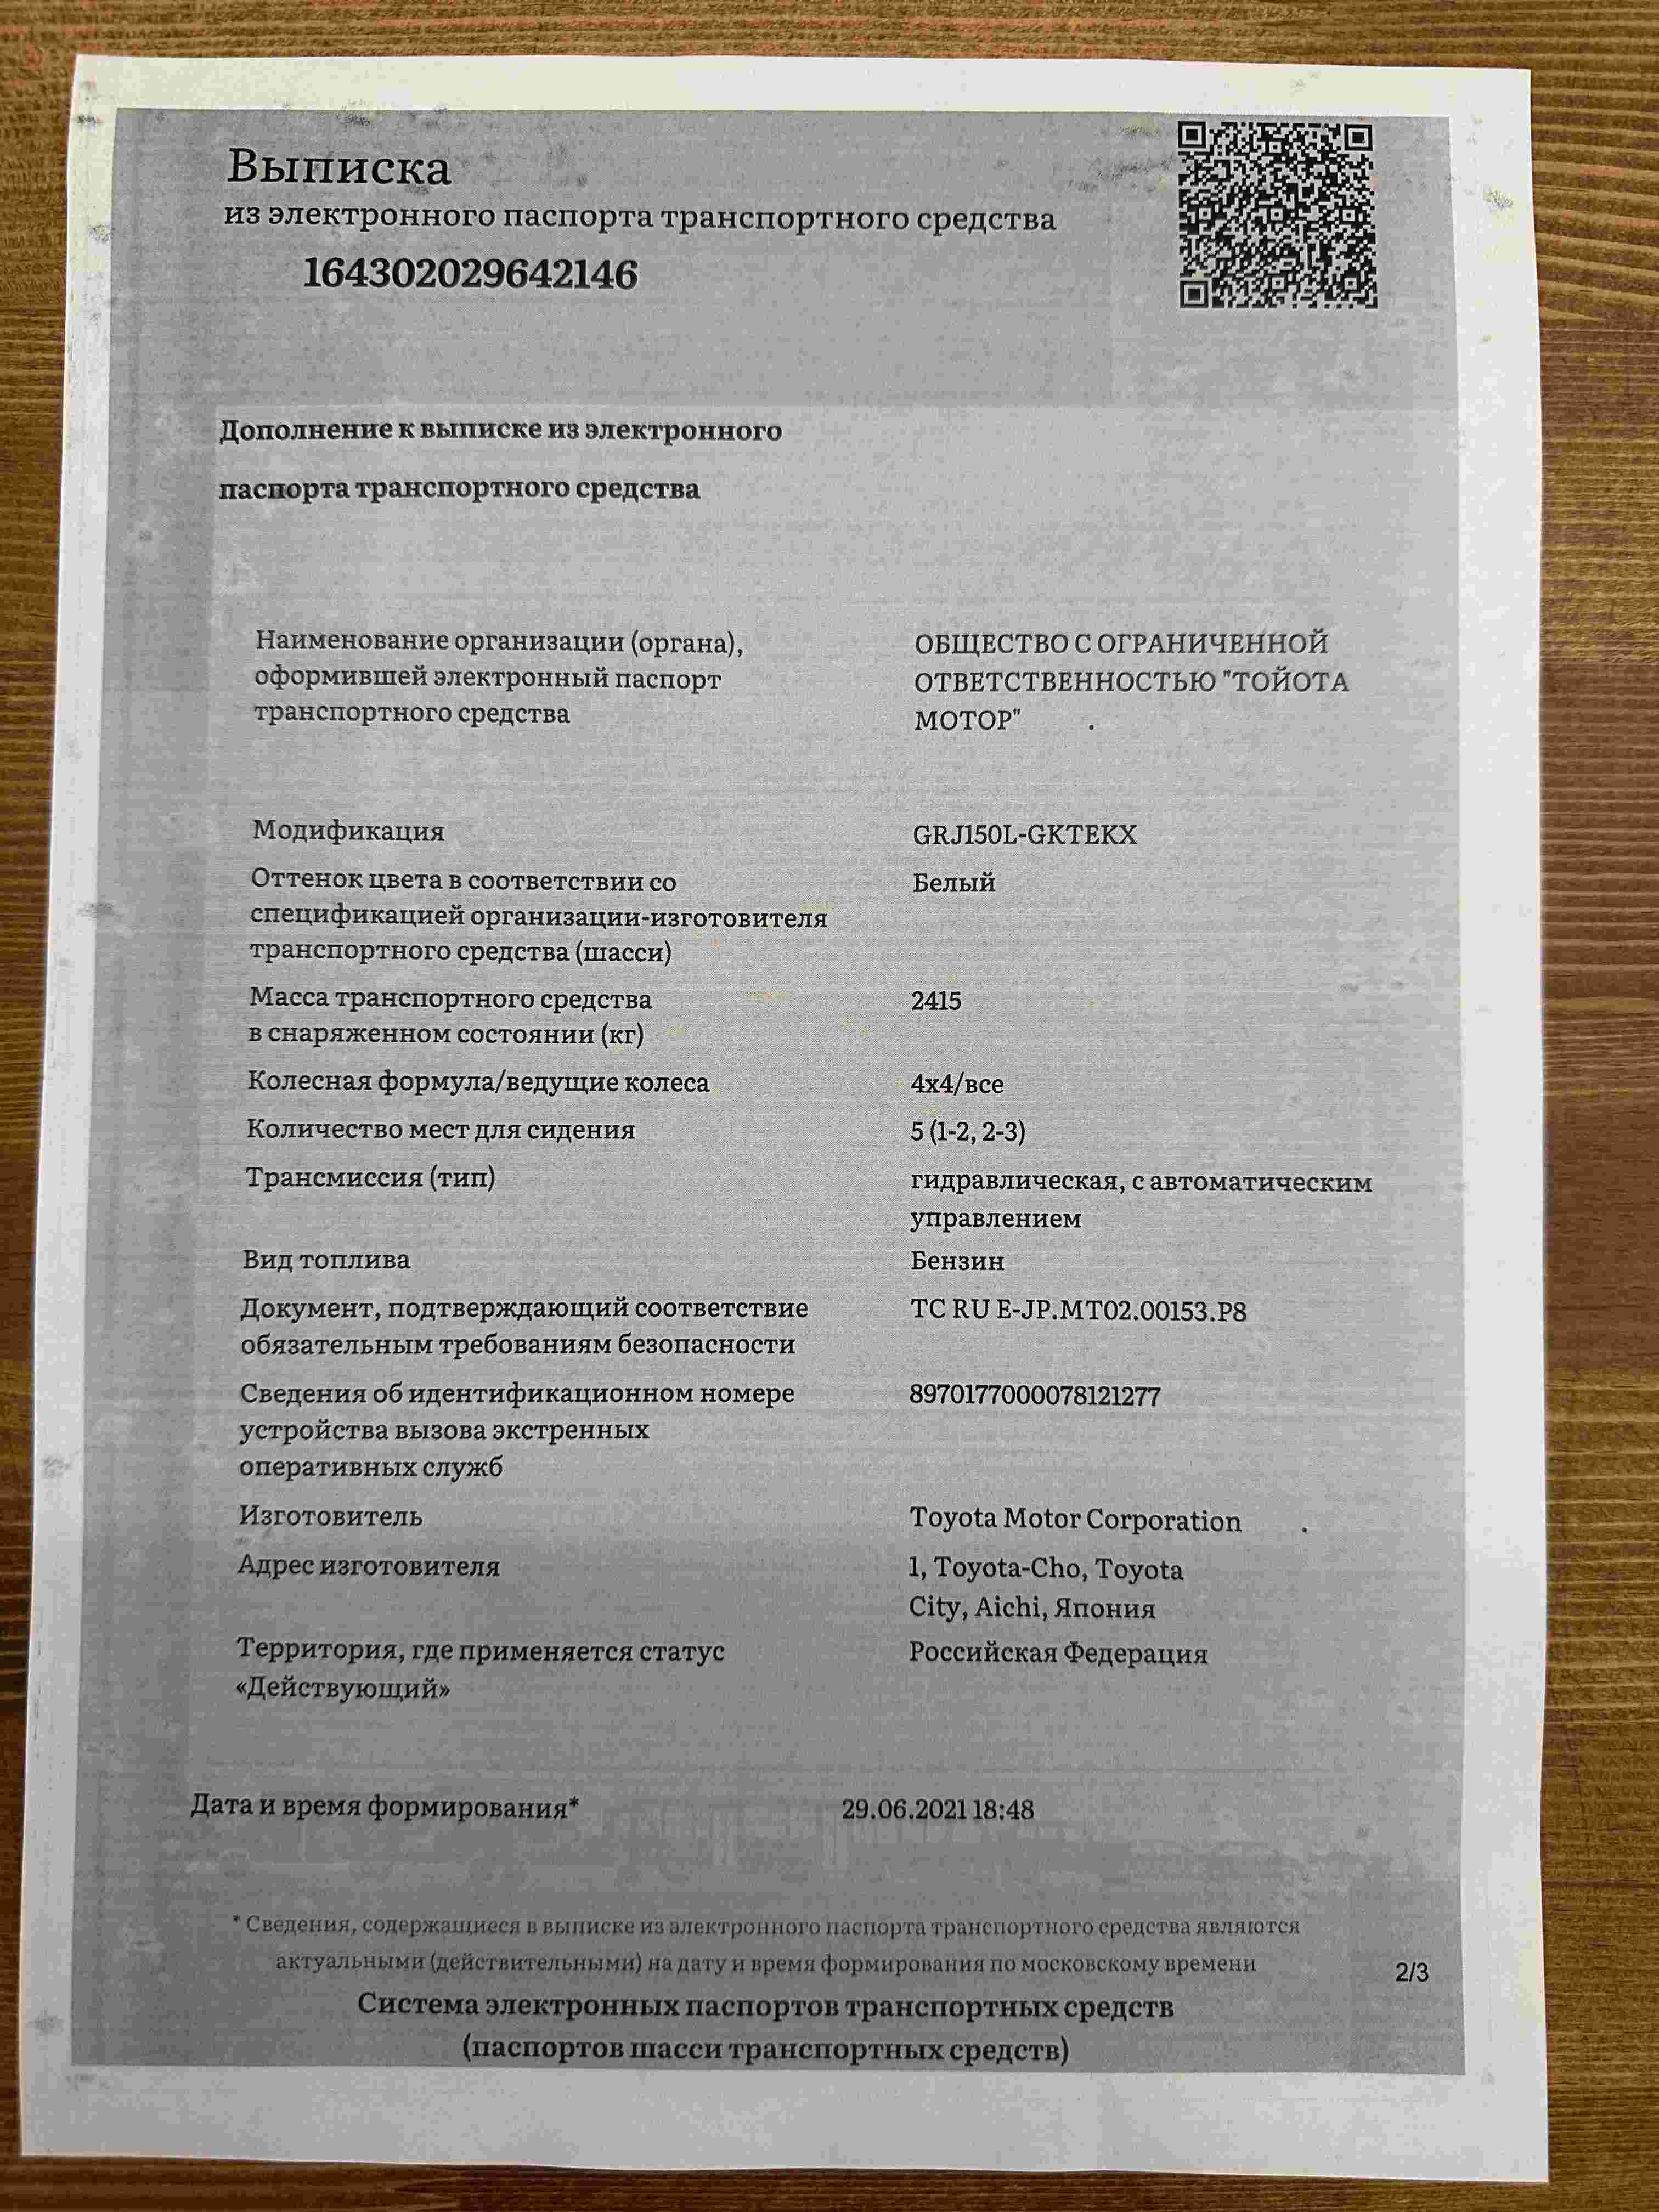 Выписка
из электронного паспорта транспортного средства
164302029642146
Дополнение к выписке из электронного
паспорта транспортного средства
Наименование организации (органа),
оформившей электронный паспорт
транспортного средства
ОБЩЕСТВО С ОГРАНИЧЕННОЙ
ОТВЕТСТВЕННОСТЬЮ "ТОЙОТА
МОТОР"
Модификация
GRJ150L-GKTEKX
Оттенок цвета в соответствии со
спецификацией организации-изготовителя
транспортного средства (шасси)
Белый
Масса транспортного средства
в снаряженном состоянии (кг)
2415
Колесная формула/ведущие колеса
4x4/все
Количество мест для сидения
5 (1-2, 2-3)
Трансмиссия (тип)
гидравлическая, с автоматическим
управлением
Вид топлива
Бензин
Документ, подтверждающий соответствие
обязательным требованиям безопасности
ТС RU E-JP.MT02.00153.P8
Сведения об идентификационном номере
устройства вызова экстренных
оперативных служб
8970177000078121277
Изготовитель
Toyota Motor Corporation
Адрес изготовителя
1, Toyota-Cho, Toyota
City, Aichi, Япония
Территория, где применяется статус
«Действующий»
Российская Федерация
Дата и время формирования*
29.06.2021 18:48
* Сведения, содержащиеся в выписке из электронного паспорта транспортного средства являются
актуальными (действительными) на дату и время формирования по московскому времени
2/3
Система электронных паспортов транспортных средств
(паспортов шасси транспортных средств)